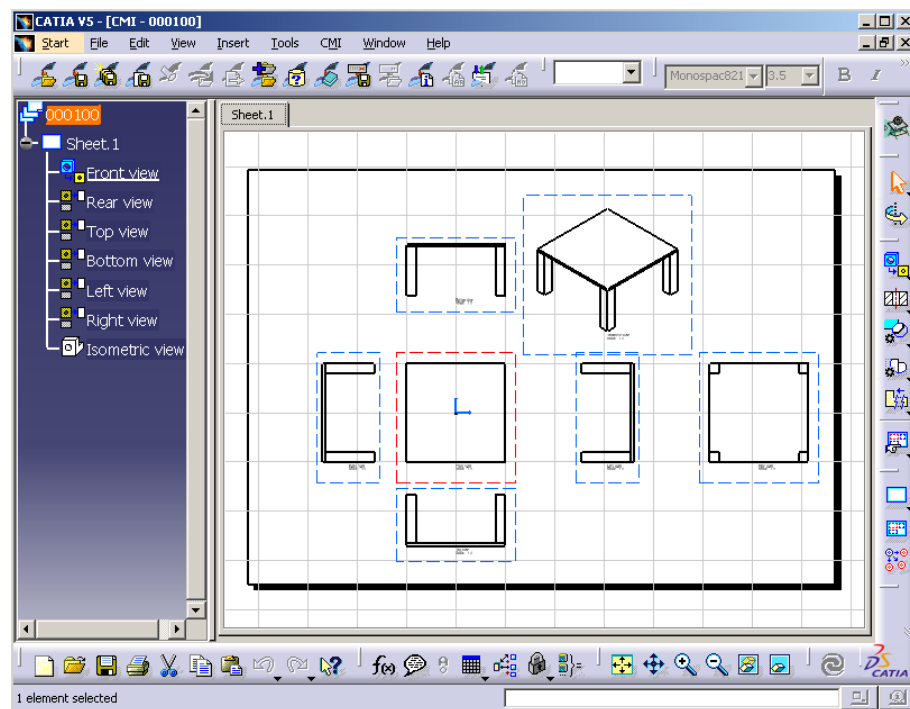 CATIA V5 - [CMI - 000100]
Start File Edit View Insert Tools CMI Window Help
Monospac821 3.5 B I
000100
Sheet.1
Sheet.1
Front view
Rear view
Top view
Bottom view
Left view
Right view
Isometric view
f(x)
CATIA
1 element selected